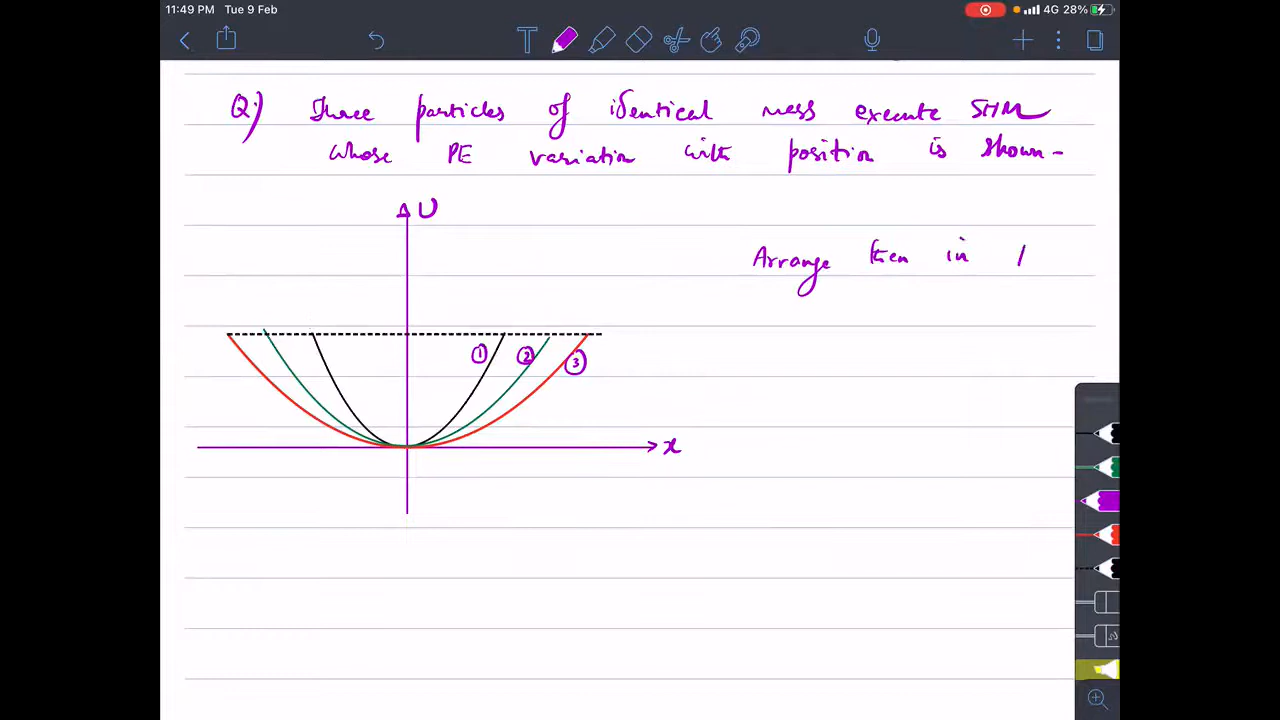 11:49 PM Tue 9 Feb
4G 28%
Q.) Three particles of identical mass execute SHM
whose PE variation with position is shown-
U
Arrange then in
1 2 3
x